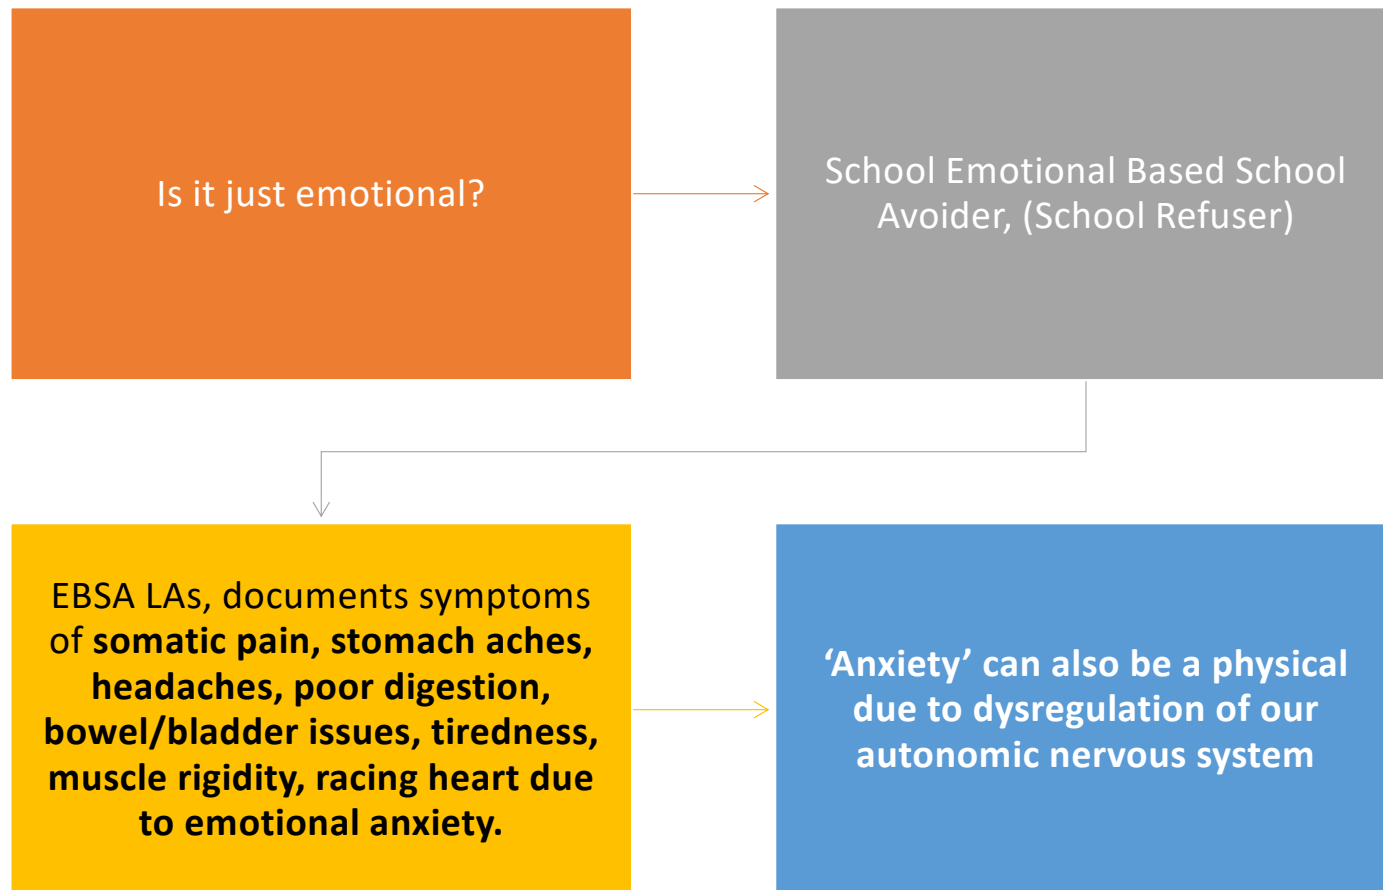 Is it just emotional?
School Emotional Based School
Avoider, (School Refuser)
EBSA LAs, documents symptoms
of somatic pain, stomach aches,
headaches, poor digestion,
bowel/bladder issues, tiredness,
muscle rigidity, racing heart due
to emotional anxiety.
‘Anxiety’ can also be a physical
due to dysregulation of our
autonomic nervous system